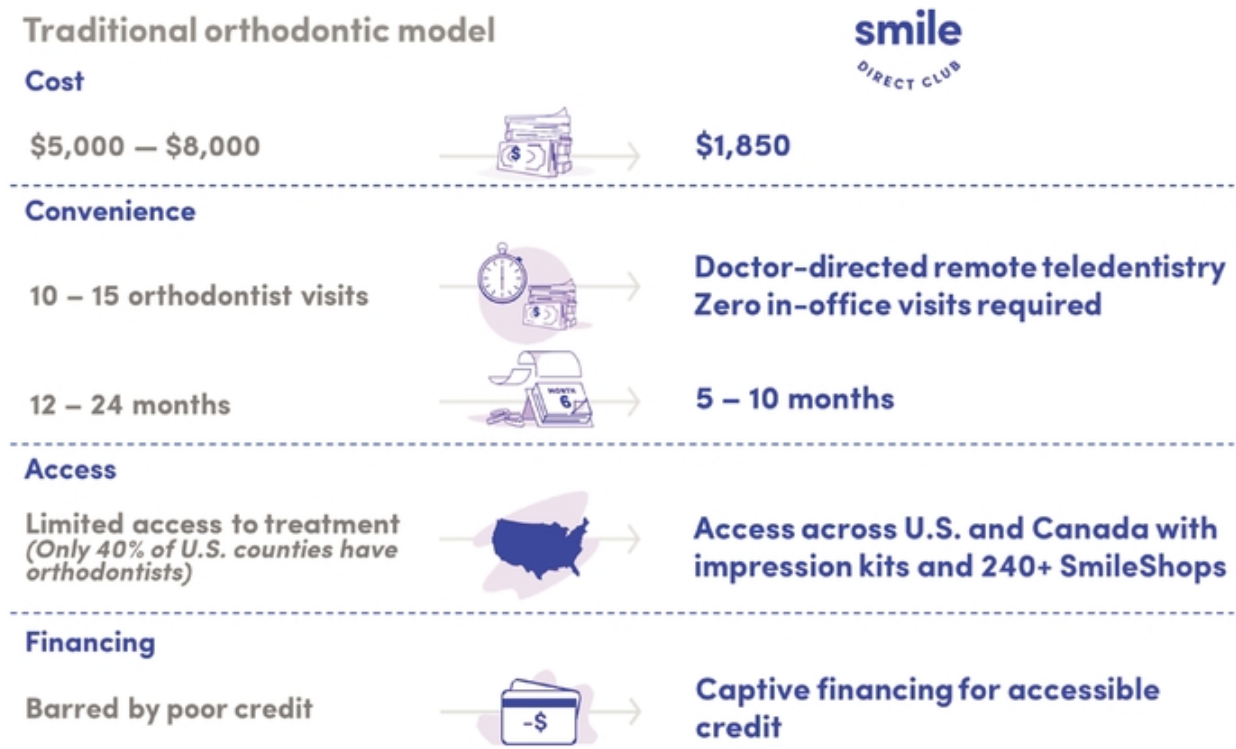 Traditional orthodontic model
smile
DIRECT CLUB
Cost
$5,000 — $8,000
$
$1,850
Convenience
10 – 15 orthodontist visits
$
Doctor-directed remote teledentistry
Zero in-office visits required
12 – 24 months
MONTH
6
5 – 10 months
Access
Limited access to treatment
(Only 40% of U.S. counties have
orthodontists)
Access across U.S. and Canada with
impression kits and 240+ SmileShops
Financing
Barred by poor credit
-$
Captive financing for accessible
credit